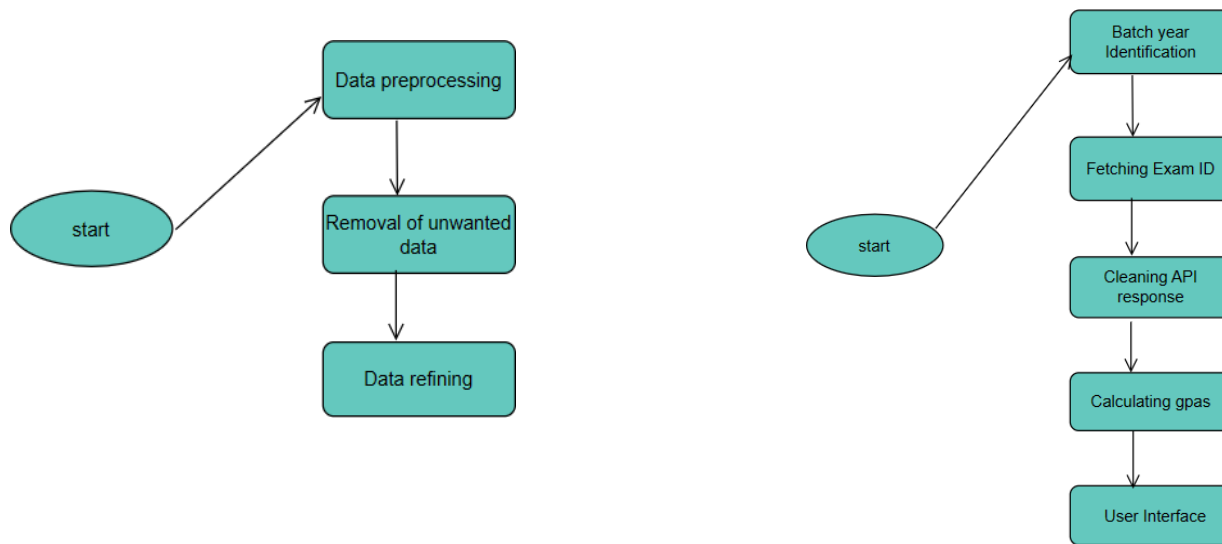 start
Data preprocessing
Removal of unwanted
data
Data refining
start
Batch year
Identification
Fetching Exam ID
Cleaning API
response
Calculating gpas
User Interface